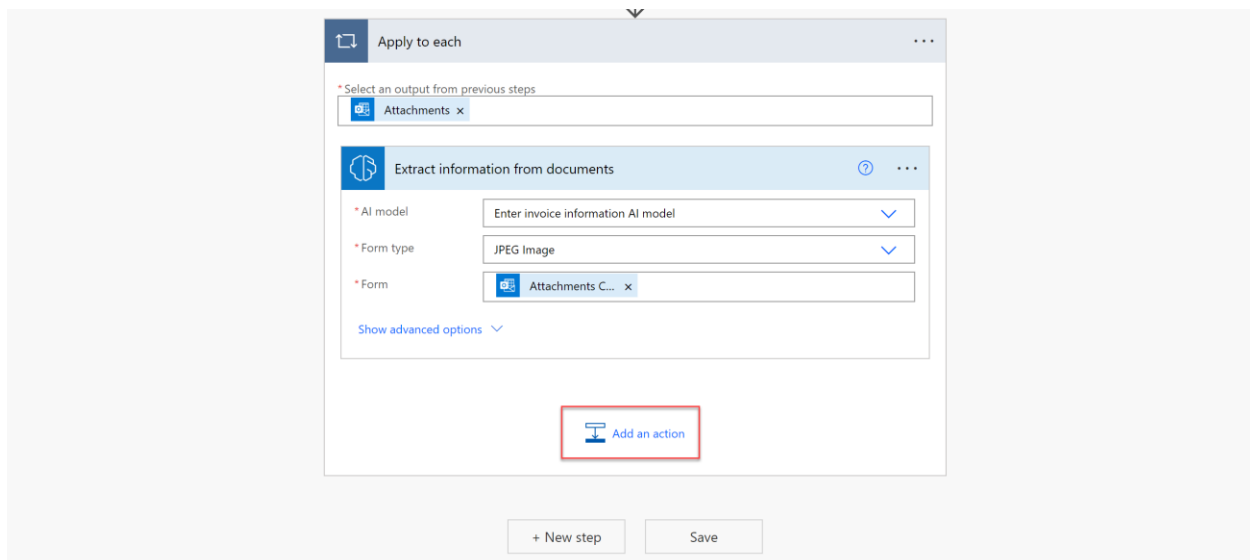 Apply to each
* Select an output from previous steps
Attachments ×
Extract information from documents
* AI model
Enter invoice information AI model
* Form type
JPEG Image
* Form
Attachments C... ×
Show advanced options
Add an action
+ New step
Save